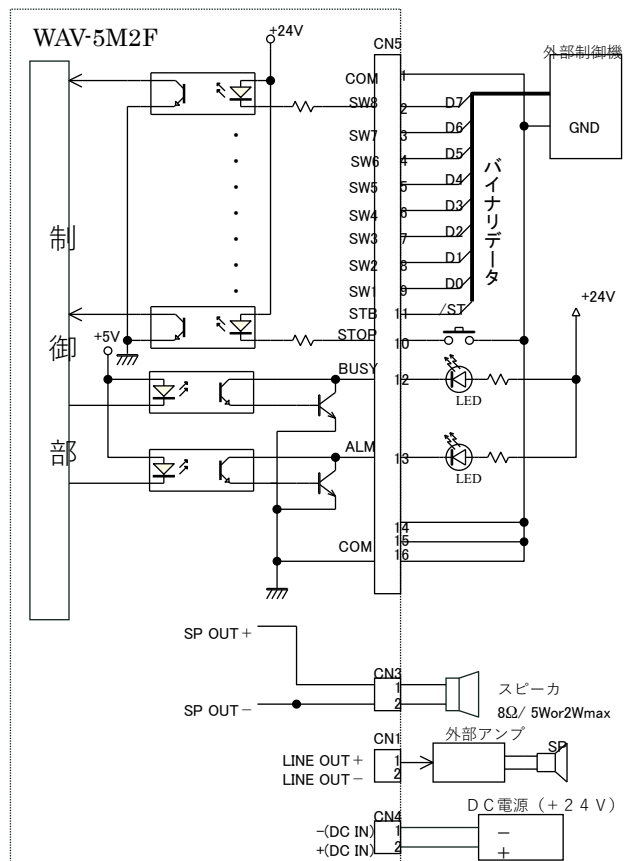 WAV-5M2F
+24V
CN5
外部制御機
COM
1
SW8
2
D7
GND
SW7
3
D6
SW6
4
D5
SW5
5
D4
SW4
6
D3
SW3
7
D2
SW2
8
D1
SW1
9
D0
バイナリデータ
制御部
STB
11
/ST
+24V
STOP
10
+5V
BUSY
12
LED
ALM
13
LED
14
15
COM
16
SP OUT+
CN3
1
スピーカ
SP OUT-
2
8Ω/ 5Wor2Wmax
CN1
外部アンプ
SP
LINE OUT+
1
LINE OUT-
2
DC電源(+24V)
CN4
-(DC IN)
1
-
+(DC IN)
2
+